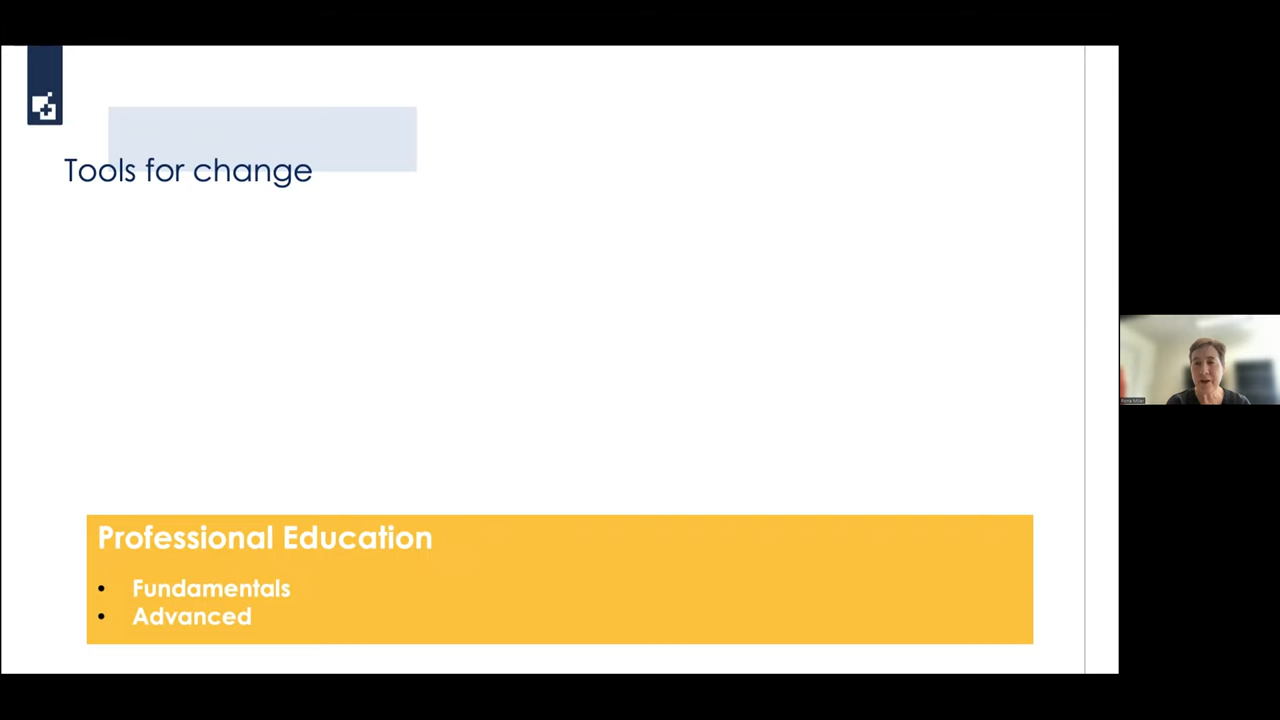 Tools for change
Professional Education
• Fundamentals
• Advanced